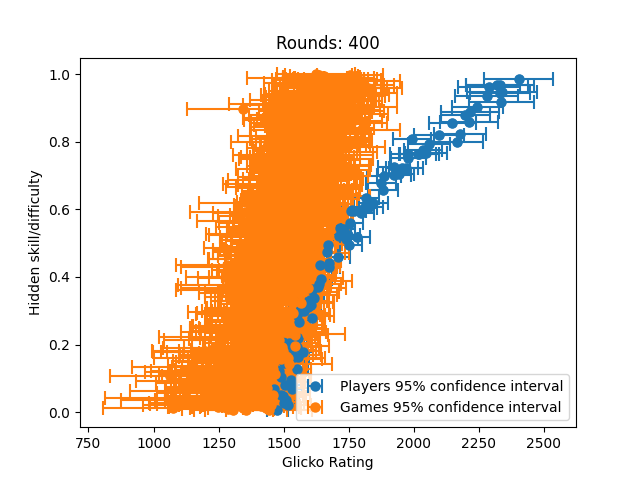 Rounds: 400
Hidden skill/difficulty
1.0
0.8
0.6
0.4
0.2
0.0
Players 95% confidence interval
Games 95% confidence interval
750 1000 1250 1500 1750 2000 2250 2500
Glicko Rating